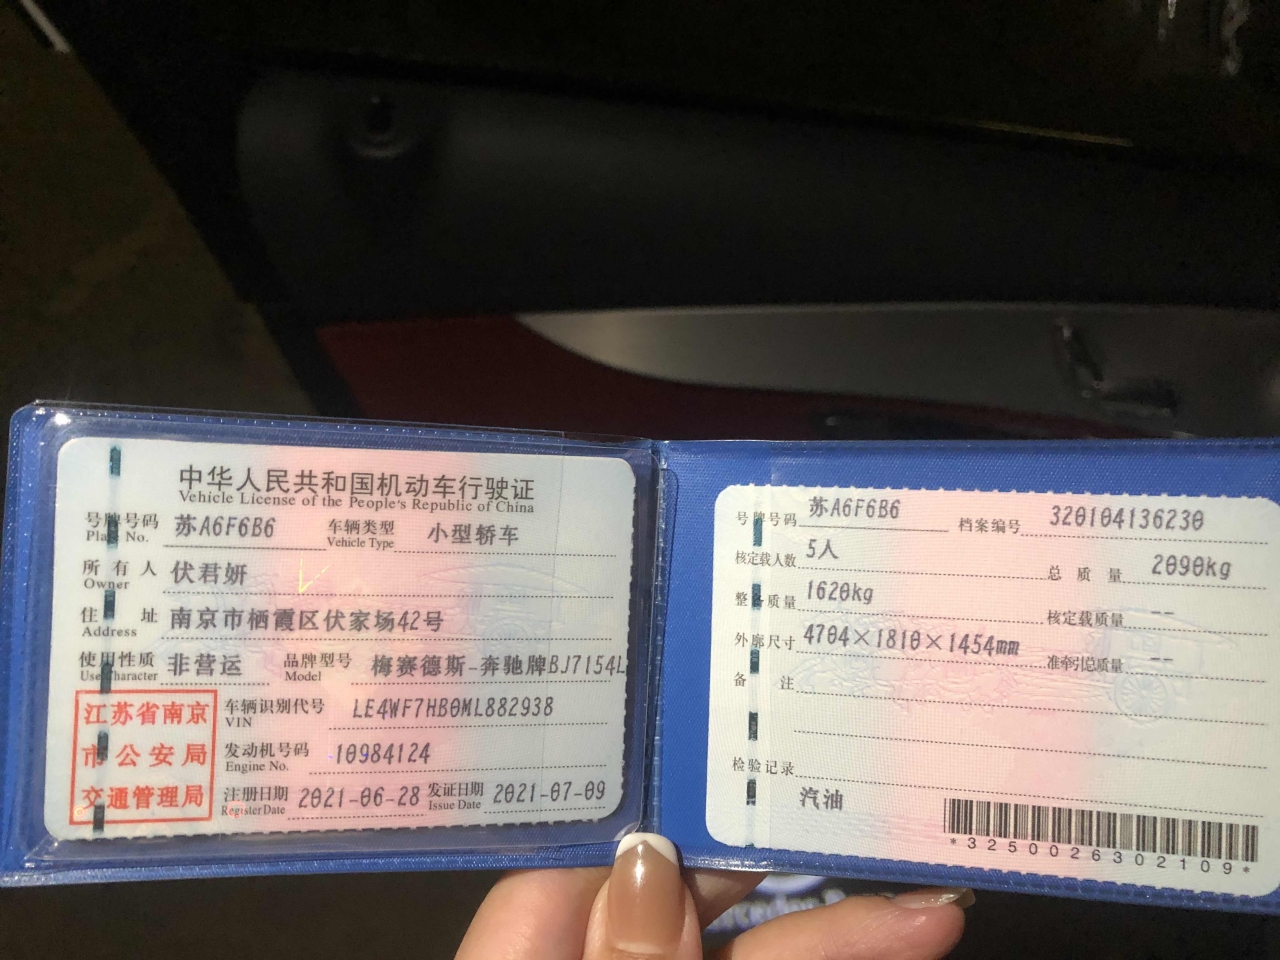 中华人民共和国机动车行驶证
Vehicle License of the People's Republic of China
号牌号码 苏A6F6B6 车辆类型 小型轿车
Plate No. Vehicle Type
所有人 伏君妍
Owner
住址 南京市栖霞区伏家场42号
Address
使用性质 非营运 品牌型号 梅赛德斯-奔驰牌BJ7154L
Use Character Model
江苏省南京
市公安局
交通管理局
车辆识别代号 LE4WF7HB0ML882938
VIN
发动机号码 10984124
Engine No.
注册日期 2021-06-28 发证日期 2021-07-09
Register Date Issue Date
号牌号码 苏A6F6B6 档案编号 320104136230
核定载人数 5人 总质量 2090kg
整备质量 1620kg 核定载质量 --
外廓尺寸 4704×1810×1454mm 准牵引总质量 --
备注
检验记录
汽油
*3250026302109*